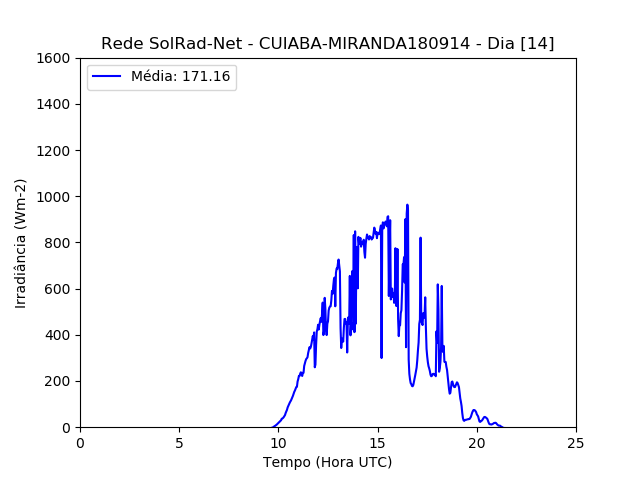 Rede SolRad-Net - CUIABA-MIRANDA180914 - Dia [14]
Média: 171.16
1600
1400
1200
1000
800
600
400
200
0
Irradiância (Wm-2)
0 5 10 15 20 25
Tempo (Hora UTC)